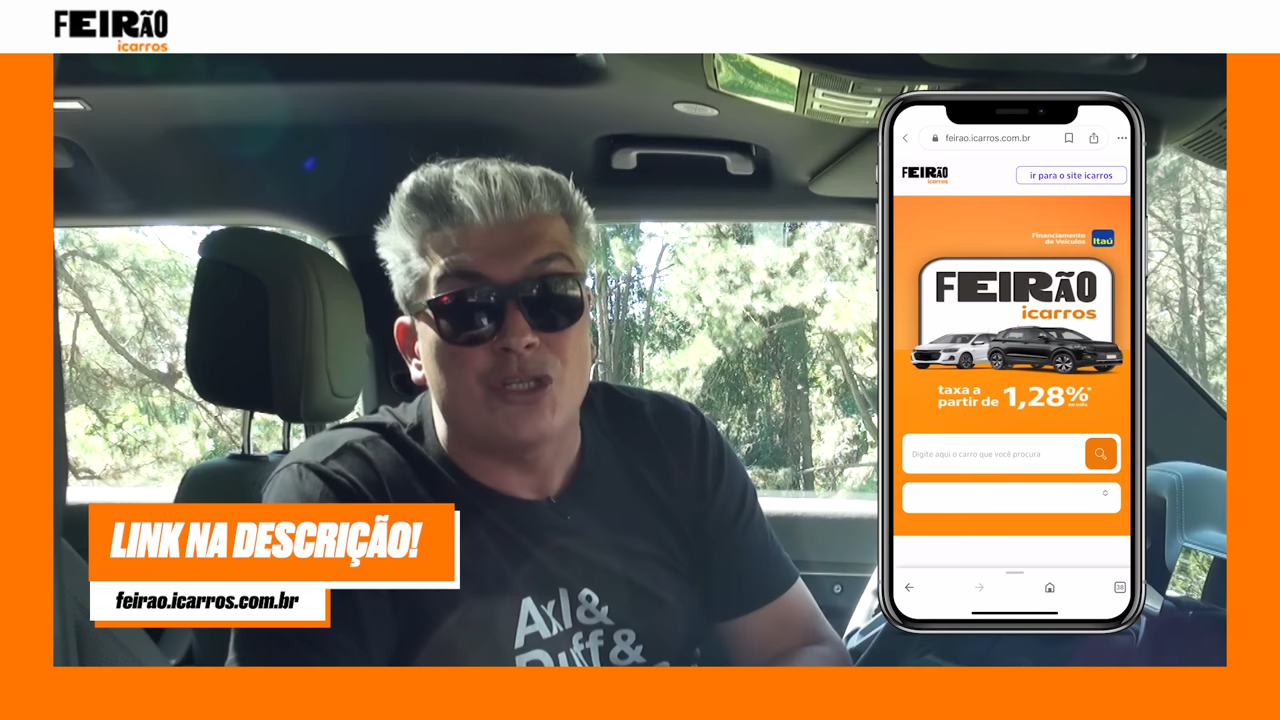 FEIRÃO
icarros
feirao.icarros.com.br
FEIRÃO
icarros
ir para o site icarros
Financiamento
de Veículos
Itaú
FEIRÃO
icarros
taxa a
partir de 1,28%*
Digite aqui o carro que você procura
38
LINK NA DESCRIÇÃO!
feirao.icarros.com.br
Axl&
Duff&